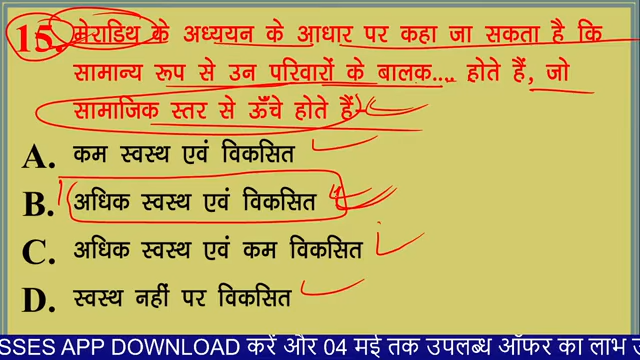 15. मेराडिथ के अध्ययन के आधार पर कहा जा सकता है कि
सामान्य रूप से उन परिवारों के बालक.... होते हैं, जो
सामाजिक स्तर से ऊँचे होते हैं-
A. कम स्वस्थ एवं विकसित
B. अधिक स्वस्थ एवं विकसित
C. अधिक स्वस्थ एवं कम विकसित
D. स्वस्थ नहीं पर विकसित
SSES APP DOWNLOAD करें और 04 मई तक उपलब्ध ऑफर का लाभ